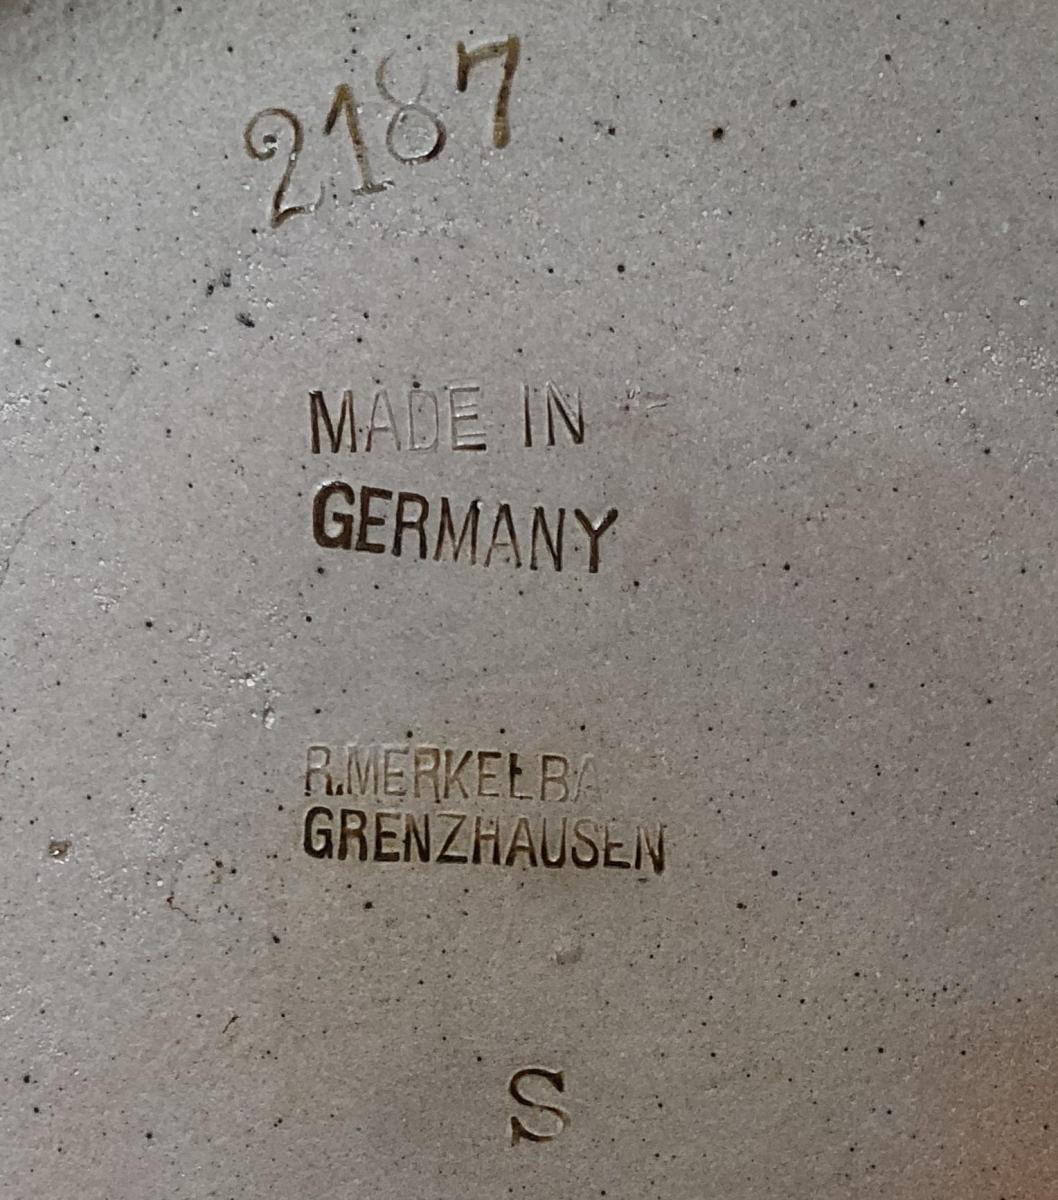 2187
MADE IN
GERMANY
R.MERKELBA
GRENZHAUSEN
S